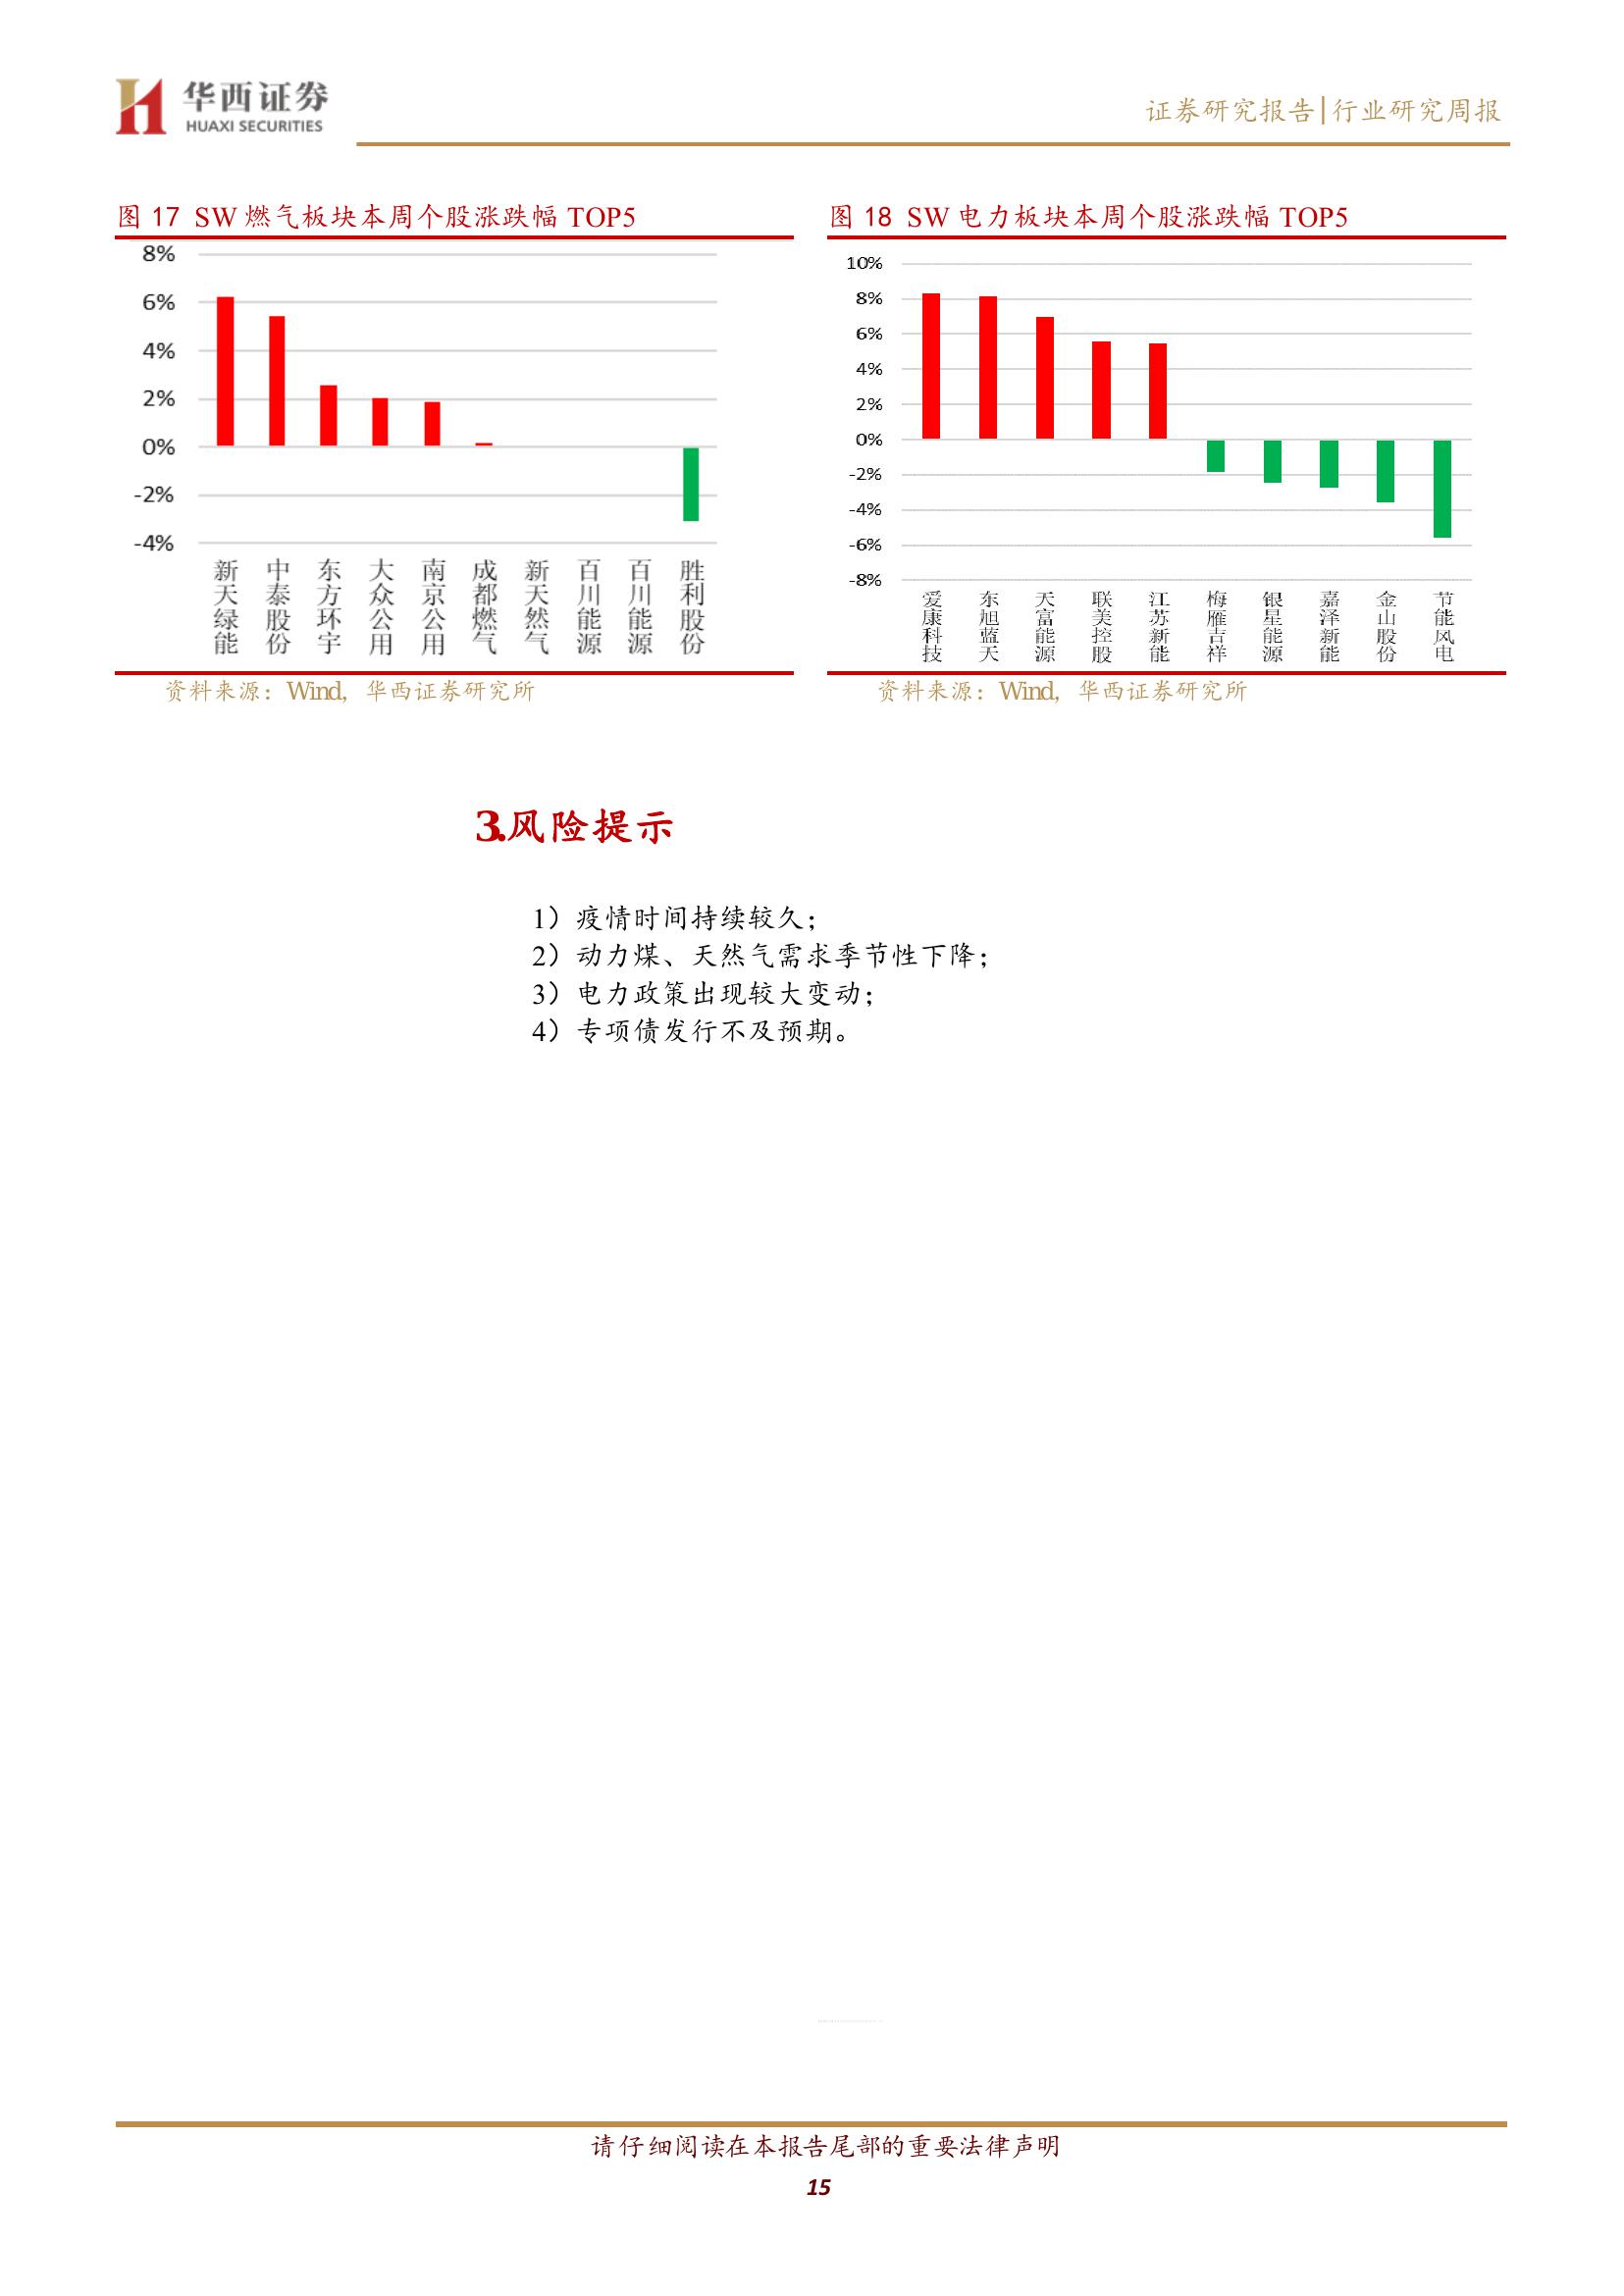 华西证券
HUAXI SECURITIES
证券研究报告|行业研究周报
图 17 SW 燃气板块本周个股涨跌幅 TOP5
8%
6%
4%
2%
0%
-2%
-4%
新天绿能
中泰股份
东方环宇
大众公用
南京公用
成都燃气
新天然气
百川能源
百川能源
胜利股份
资料来源：Wind，华西证券研究所
图 18 SW 电力板块本周个股涨跌幅 TOP5
10%
8%
6%
4%
2%
0%
-2%
-4%
-6%
-8%
爱康科技
东旭蓝天
天富能源
联美控股
江苏新能
梅雁吉祥
银星能源
嘉泽新能
金山股份
节能风电
资料来源：Wind，华西证券研究所
3.风险提示
1）疫情时间持续较久；
2）动力煤、天然气需求季节性下降；
3）电力政策出现较大变动；
4）专项债发行不及预期。
请仔细阅读在本报告尾部的重要法律声明
15